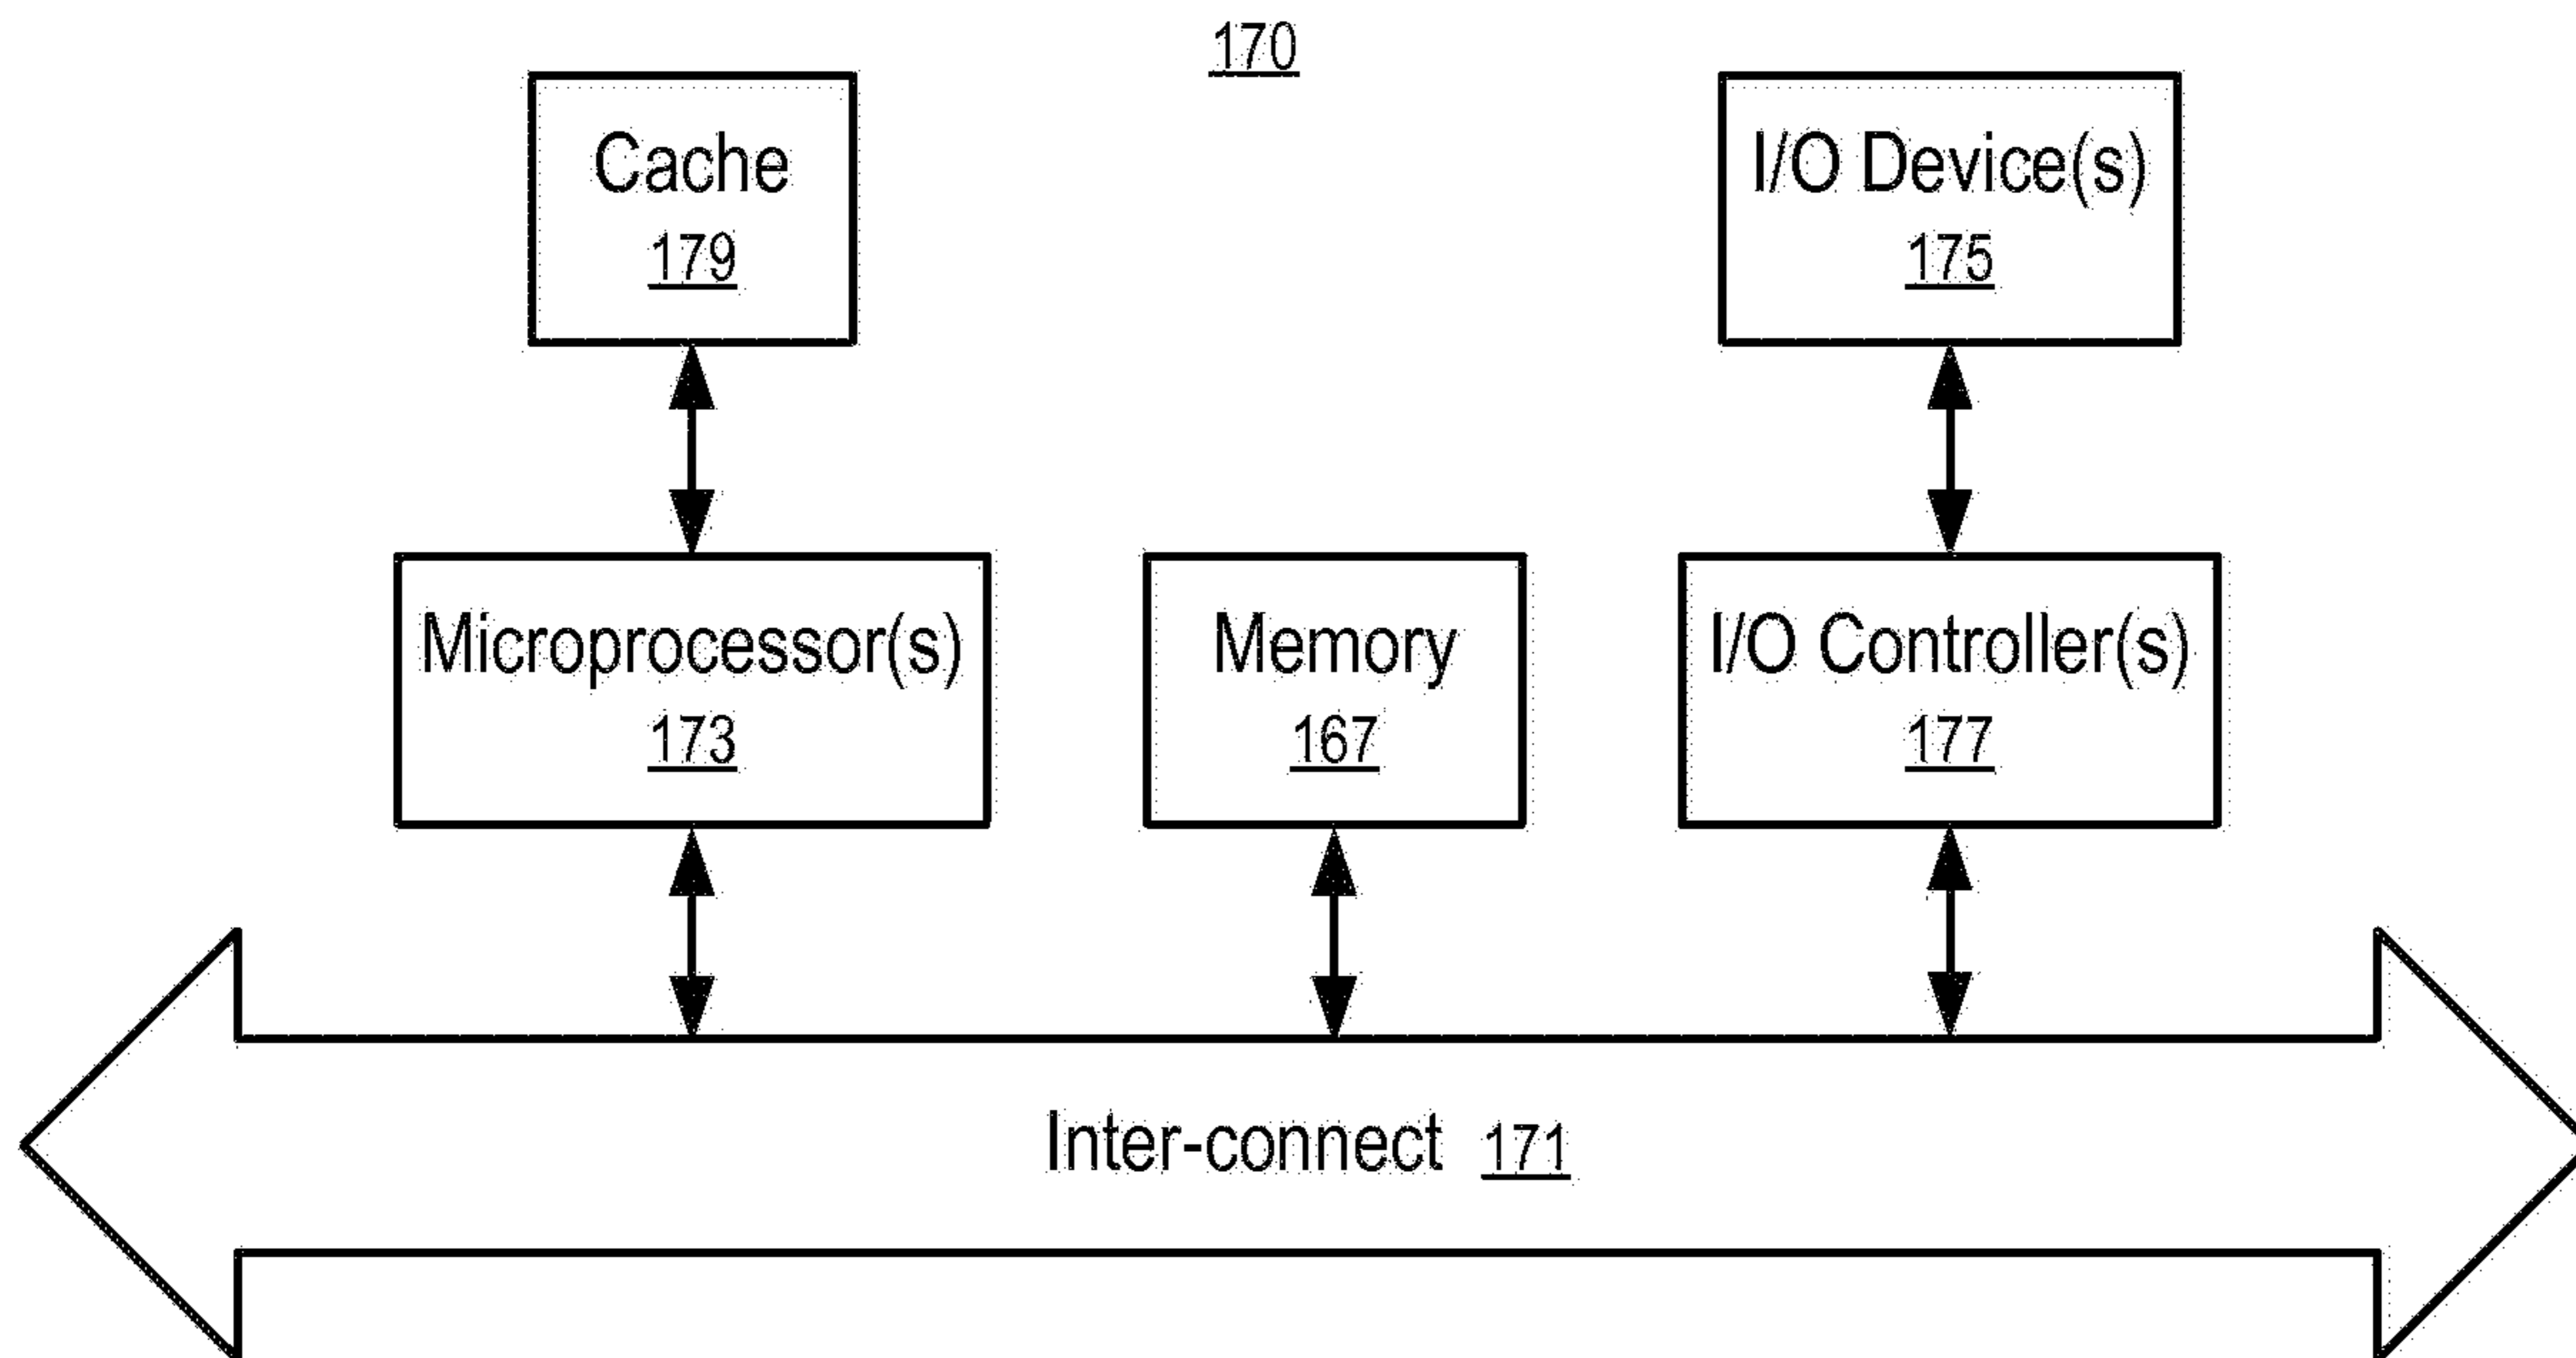 170
Cache
179
I/O Device(s)
175
Microprocessor(s)
173
Memory
167
I/O Controller(s)
177
Inter-connect 171